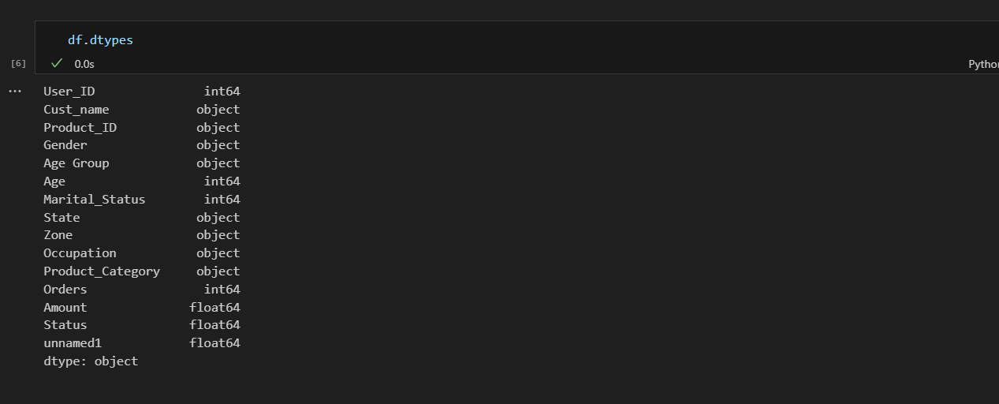 df.dtypes
[6] 0.0s
Python
User_ID int64
Cust_name object
Product_ID object
Gender object
Age Group object
Age int64
Marital_Status int64
State object
Zone object
Occupation object
Product_Category object
Orders int64
Amount float64
Status float64
unnamed1 float64
dtype: object